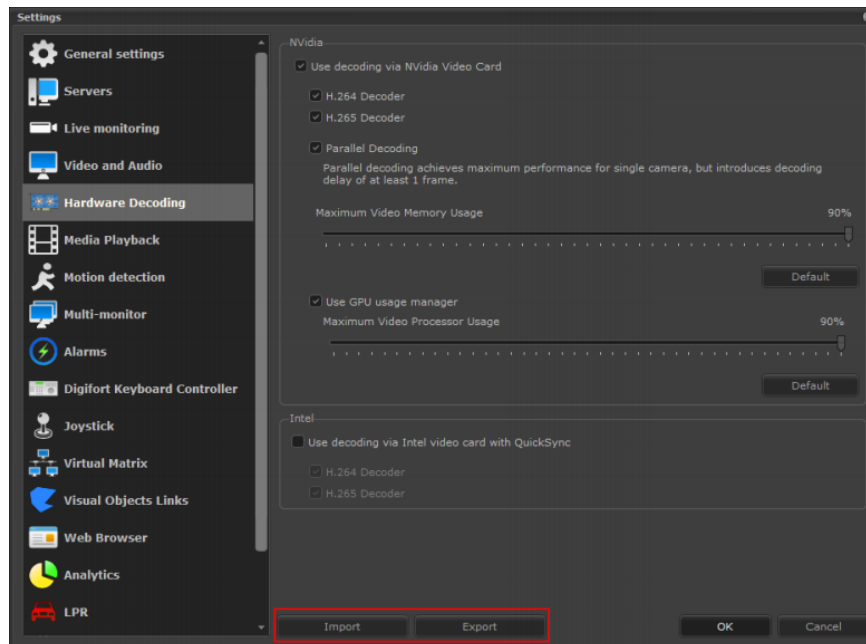 Settings
General settings
Servers
Live monitoring
Video and Audio
Hardware Decoding
Media Playback
Motion detection
Multi-monitor
Alarms
Digifort Keyboard Controller
Joystick
Virtual Matrix
Visual Objects Links
Web Browser
Analytics
LPR
NVidia
Use decoding via NVidia Video Card
H.264 Decoder
H.265 Decoder
Parallel Decoding
Parallel decoding achieves maximum performance for single camera, but introduces decoding
delay of at least 1 frame.
Maximum Video Memory Usage 90%
Default
Use GPU usage manager
Maximum Video Processor Usage 90%
Default
Intel
Use decoding via Intel video card with QuickSync
H.264 Decoder
H.265 Decoder
Import Export OK Cancel